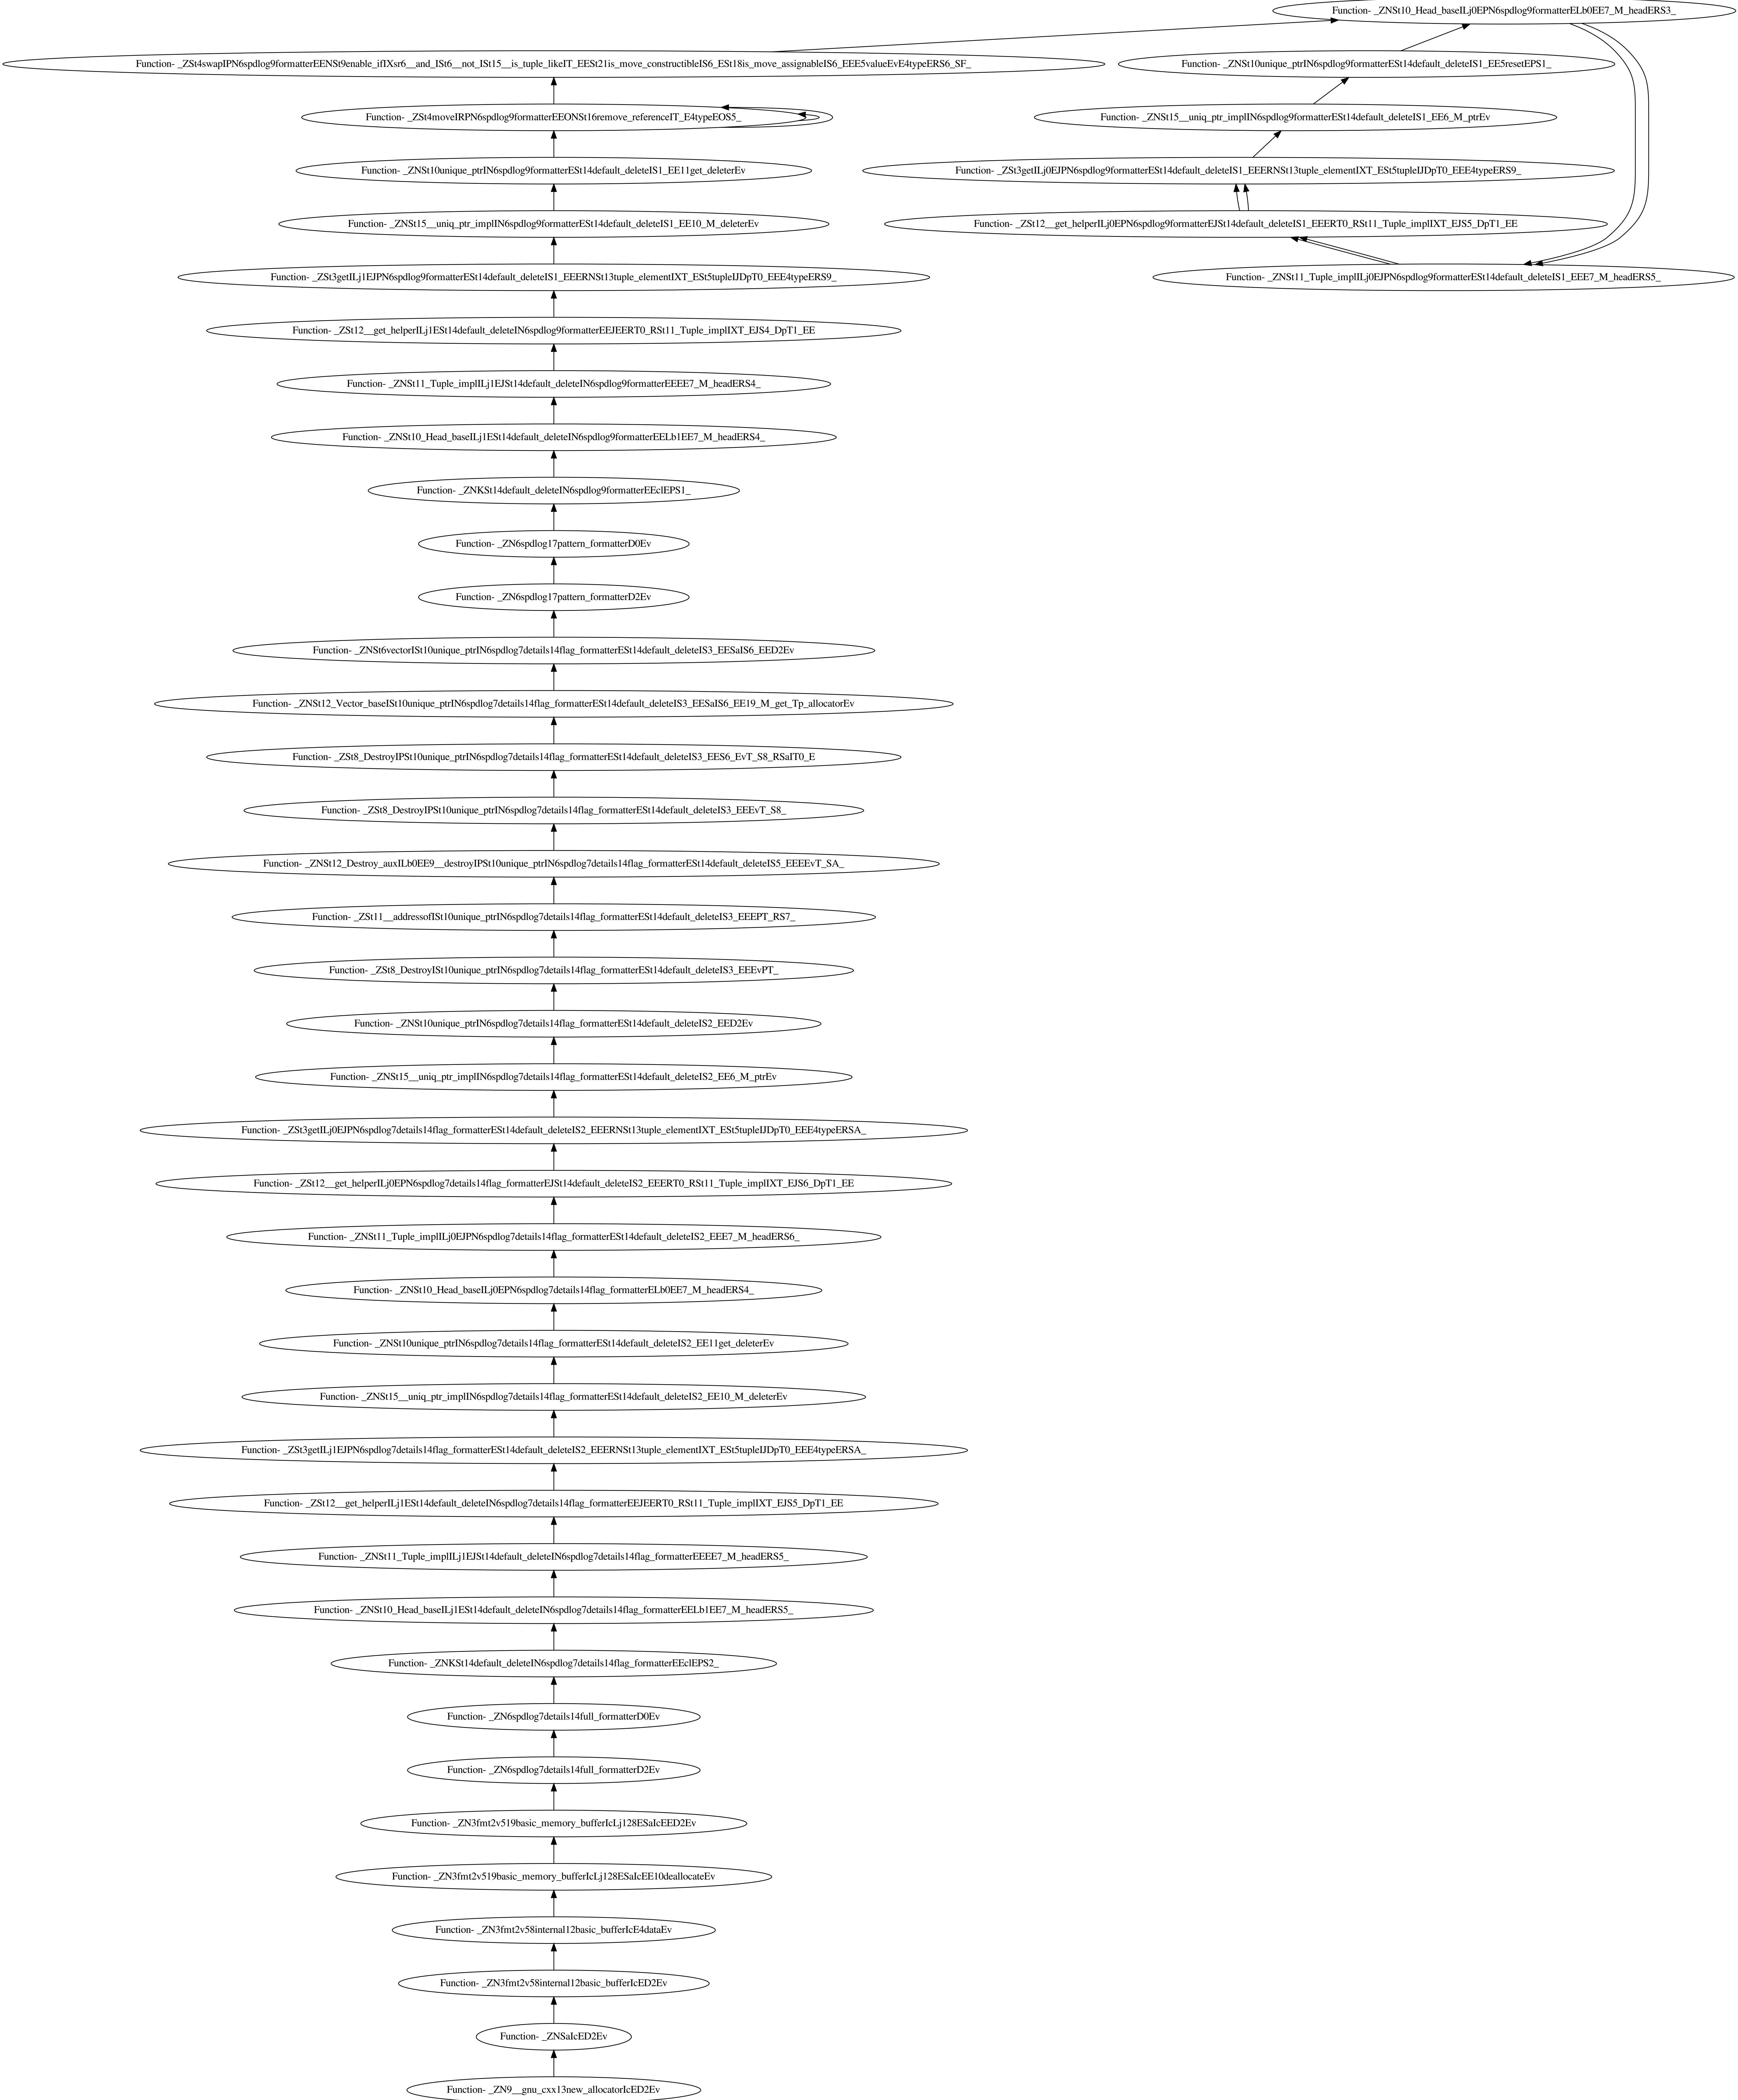 Function- _ZNSt10_Head_baseILj0EPN6spdlog9formatterELb0EE7_M_headERS3_
Function- _ZSt4swapIPN6spdlog9formatterEENSt9enable_ifIXsr6__and_ISt6__not_ISt15__is_tuple_likeIT_EESt21is_move_constructibleIS6_ESt18is_move_assignableIS6_EEE5valueEvE4typeERS6_SF_
Function- _ZNSt10unique_ptrIN6spdlog9formatterESt14default_deleteIS1_EE5resetEPS1_
Function- _ZSt4moveIRPN6spdlog9formatterEEONSt16remove_referenceIT_E4typeEOS5_
Function- _ZNSt15__uniq_ptr_implIN6spdlog9formatterESt14default_deleteIS1_EE6_M_ptrEv
Function- _ZNSt10unique_ptrIN6spdlog9formatterESt14default_deleteIS1_EE11get_deleterEv
Function- _ZSt3getILj0EJPN6spdlog9formatterESt14default_deleteIS1_EEERNSt13tuple_elementIXT_ESt5tupleIJDpT0_EEE4typeERS9_
Function- _ZNSt15__uniq_ptr_implIN6spdlog9formatterESt14default_deleteIS1_EE10_M_deleterEv
Function- _ZSt12__get_helperILj0EPN6spdlog9formatterEJSt14default_deleteIS1_EEERT0_RSt11_Tuple_implIXT_EJS5_DpT1_EE
Function- _ZSt3getILj1EJPN6spdlog9formatterESt14default_deleteIS1_EEERNSt13tuple_elementIXT_ESt5tupleIJDpT0_EEE4typeERS9_
Function- _ZNSt11_Tuple_implILj0EJPN6spdlog9formatterESt14default_deleteIS1_EEE7_M_headERS5_
Function- _ZSt12__get_helperILj1ESt14default_deleteIN6spdlog9formatterEEJEERT0_RSt11_Tuple_implIXT_EJS4_DpT1_EE
Function- _ZNSt11_Tuple_implILj1EJSt14default_deleteIN6spdlog9formatterEEEE7_M_headERS4_
Function- _ZNSt10_Head_baseILj1ESt14default_deleteIN6spdlog9formatterEELb1EE7_M_headERS4_
Function- _ZNKSt14default_deleteIN6spdlog9formatterEEclEPS1_
Function- _ZN6spdlog17pattern_formatterD0Ev
Function- _ZN6spdlog17pattern_formatterD2Ev
Function- _ZNSt6vectorISt10unique_ptrIN6spdlog7details14flag_formatterESt14default_deleteIS3_EESaIS6_EED2Ev
Function- _ZNSt12_Vector_baseISt10unique_ptrIN6spdlog7details14flag_formatterESt14default_deleteIS3_EESaIS6_EE19_M_get_Tp_allocatorEv
Function- _ZSt8_DestroyIPSt10unique_ptrIN6spdlog7details14flag_formatterESt14default_deleteIS3_EES6_EvT_S8_RSaIT0_E
Function- _ZSt8_DestroyIPSt10unique_ptrIN6spdlog7details14flag_formatterESt14default_deleteIS3_EEEvT_S8_
Function- _ZNSt12_Destroy_auxILb0EE9__destroyIPSt10unique_ptrIN6spdlog7details14flag_formatterESt14default_deleteIS5_EEEEvT_SA_
Function- _ZSt11__addressofISt10unique_ptrIN6spdlog7details14flag_formatterESt14default_deleteIS3_EEEPT_RS7_
Function- _ZSt8_DestroyISt10unique_ptrIN6spdlog7details14flag_formatterESt14default_deleteIS3_EEEvPT_
Function- _ZNSt10unique_ptrIN6spdlog7details14flag_formatterESt14default_deleteIS2_EED2Ev
Function- _ZNSt15__uniq_ptr_implIN6spdlog7details14flag_formatterESt14default_deleteIS2_EE6_M_ptrEv
Function- _ZSt3getILj0EJPN6spdlog7details14flag_formatterESt14default_deleteIS2_EEERNSt13tuple_elementIXT_ESt5tupleIJDpT0_EEE4typeERSA_
Function- _ZSt12__get_helperILj0EPN6spdlog7details14flag_formatterEJSt14default_deleteIS2_EEERT0_RSt11_Tuple_implIXT_EJS6_DpT1_EE
Function- _ZNSt11_Tuple_implILj0EJPN6spdlog7details14flag_formatterESt14default_deleteIS2_EEE7_M_headERS6_
Function- _ZNSt10_Head_baseILj0EPN6spdlog7details14flag_formatterELb0EE7_M_headERS4_
Function- _ZNSt10unique_ptrIN6spdlog7details14flag_formatterESt14default_deleteIS2_EE11get_deleterEv
Function- _ZNSt15__uniq_ptr_implIN6spdlog7details14flag_formatterESt14default_deleteIS2_EE10_M_deleterEv
Function- _ZSt3getILj1EJPN6spdlog7details14flag_formatterESt14default_deleteIS2_EEERNSt13tuple_elementIXT_ESt5tupleIJDpT0_EEE4typeERSA_
Function- _ZSt12__get_helperILj1ESt14default_deleteIN6spdlog7details14flag_formatterEEJEERT0_RSt11_Tuple_implIXT_EJS5_DpT1_EE
Function- _ZNSt11_Tuple_implILj1EJSt14default_deleteIN6spdlog7details14flag_formatterEEEE7_M_headERS5_
Function- _ZNSt10_Head_baseILj1ESt14default_deleteIN6spdlog7details14flag_formatterEELb1EE7_M_headERS5_
Function- _ZNKSt14default_deleteIN6spdlog7details14flag_formatterEEclEPS2_
Function- _ZN6spdlog7details14full_formatterD0Ev
Function- _ZN6spdlog7details14full_formatterD2Ev
Function- _ZN3fmt2v519basic_memory_bufferIcLj128ESaIcEED2Ev
Function- _ZN3fmt2v519basic_memory_bufferIcLj128ESaIcEE10deallocateEv
Function- _ZN3fmt2v58internal12basic_bufferIcE4dataEv
Function- _ZN3fmt2v58internal12basic_bufferIcED2Ev
Function- _ZNSaIcED2Ev
Function- _ZN9__gnu_cxx13new_allocatorIcED2Ev